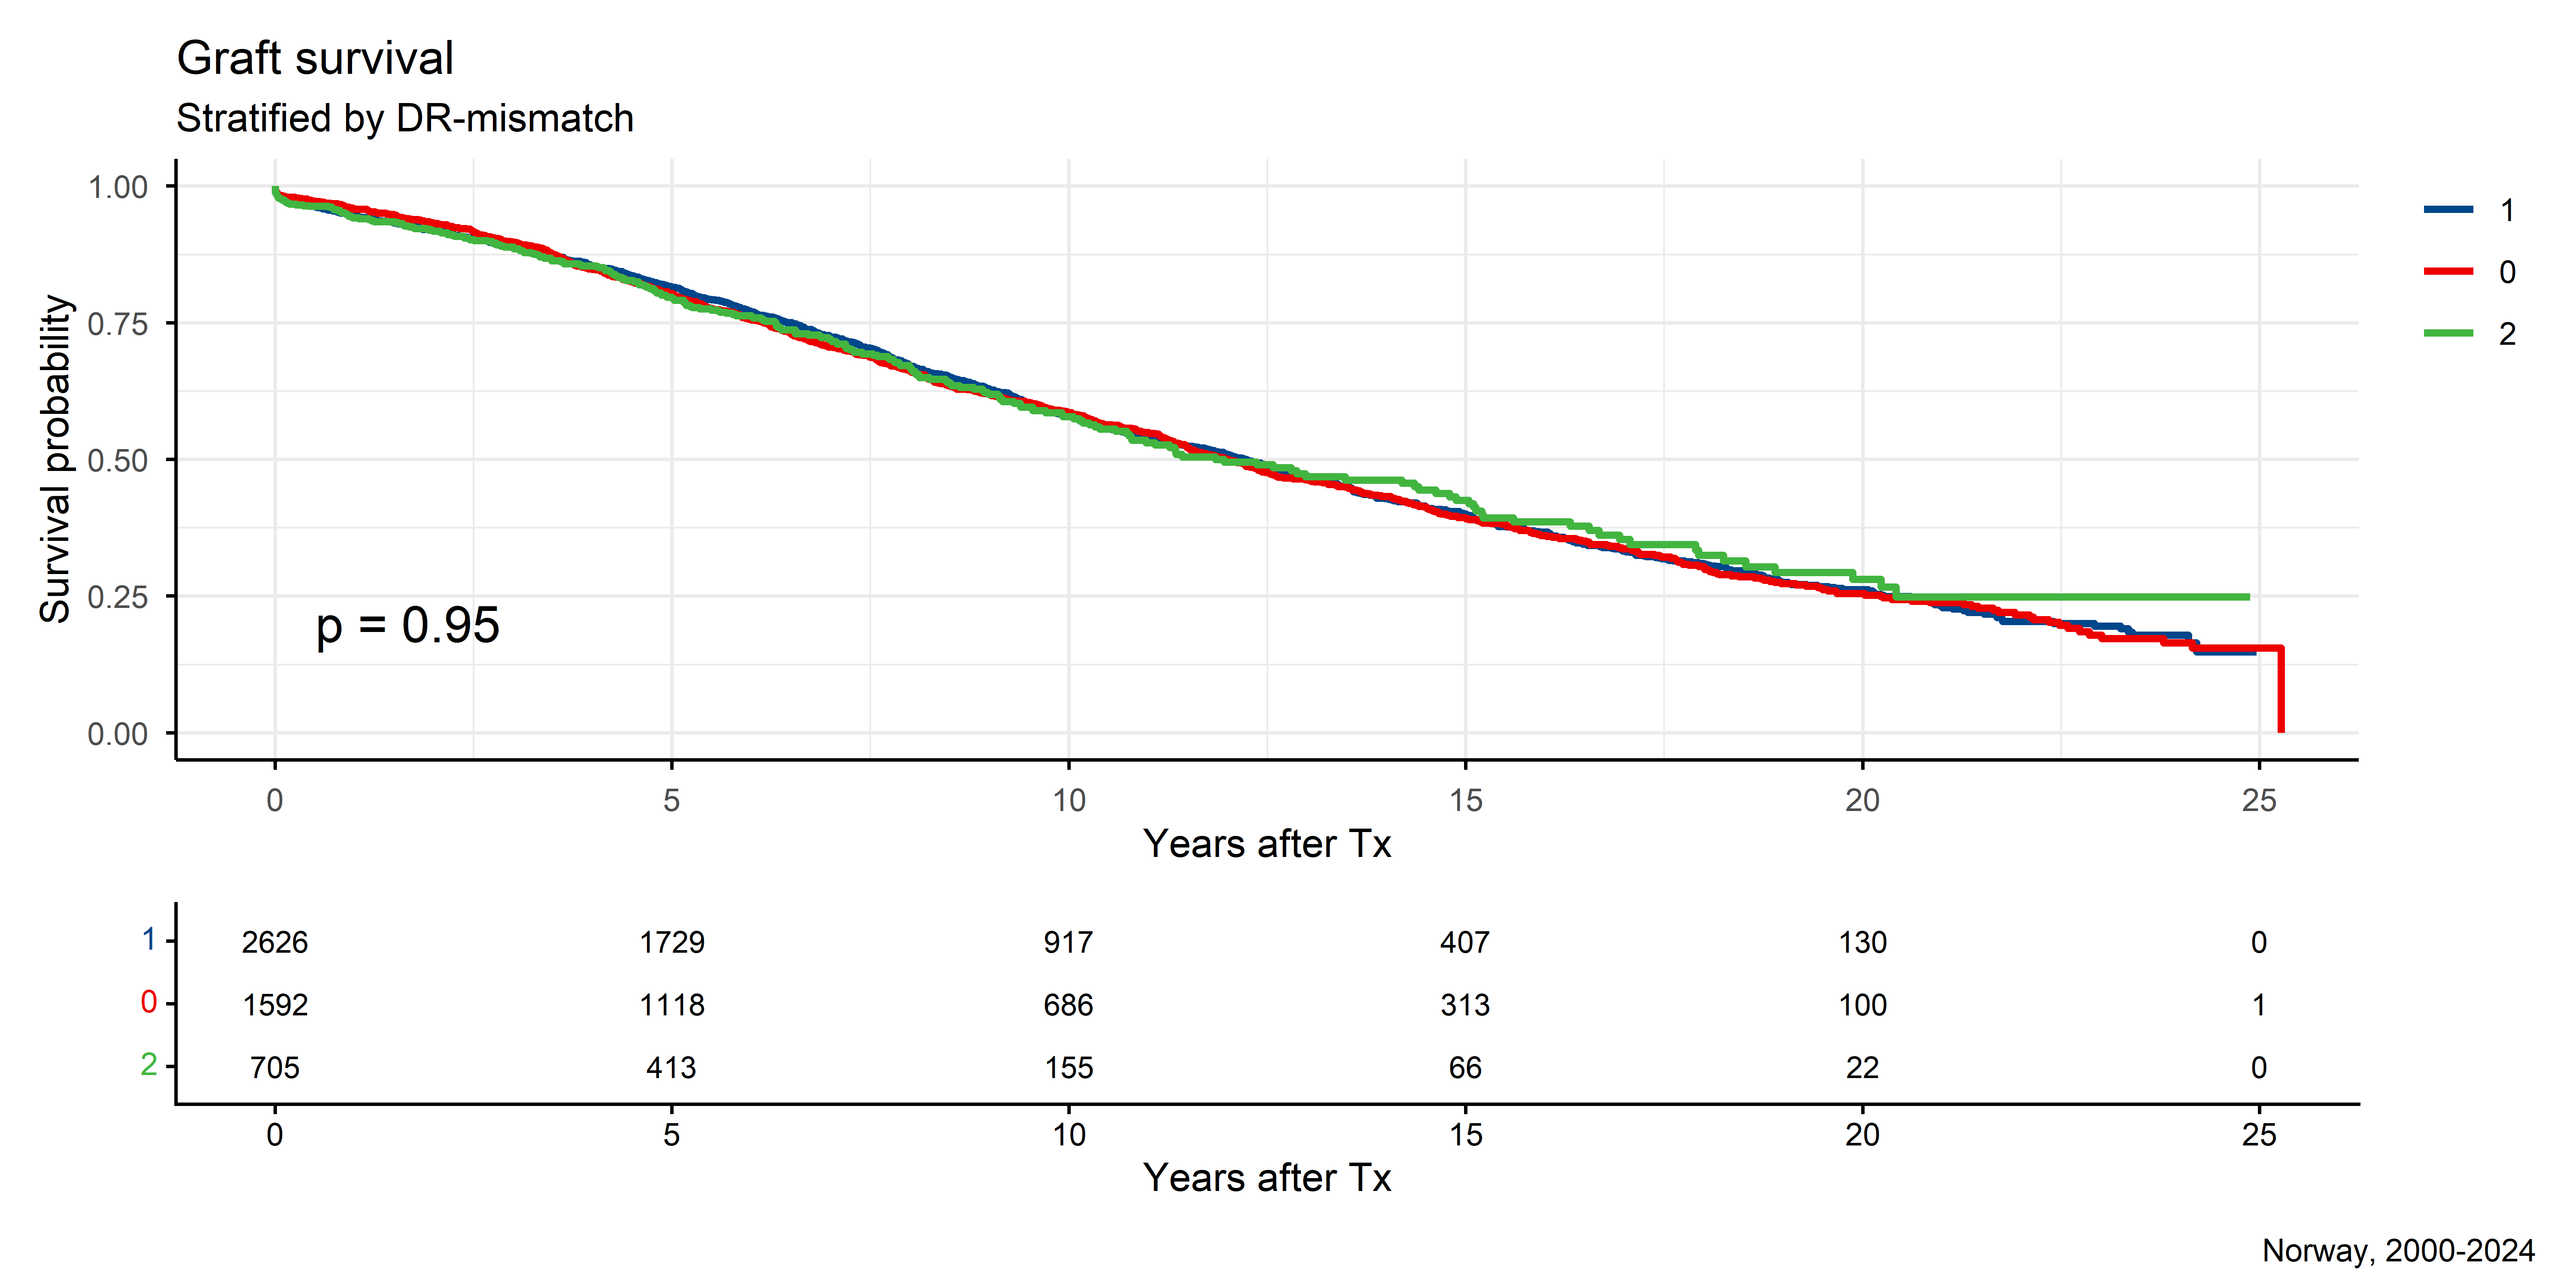 Graft survival
Stratified by DR-mismatch
Survival probability
1.00
0.75
0.50
0.25
0.00
p = 0.95
1
0
2
0 5 10 15 20 25
Years after Tx
1 2626 1729 917 407 130 0
0 1592 1118 686 313 100 1
2 705 413 155 66 22 0
0 5 10 15 20 25
Years after Tx
Norway, 2000-2024